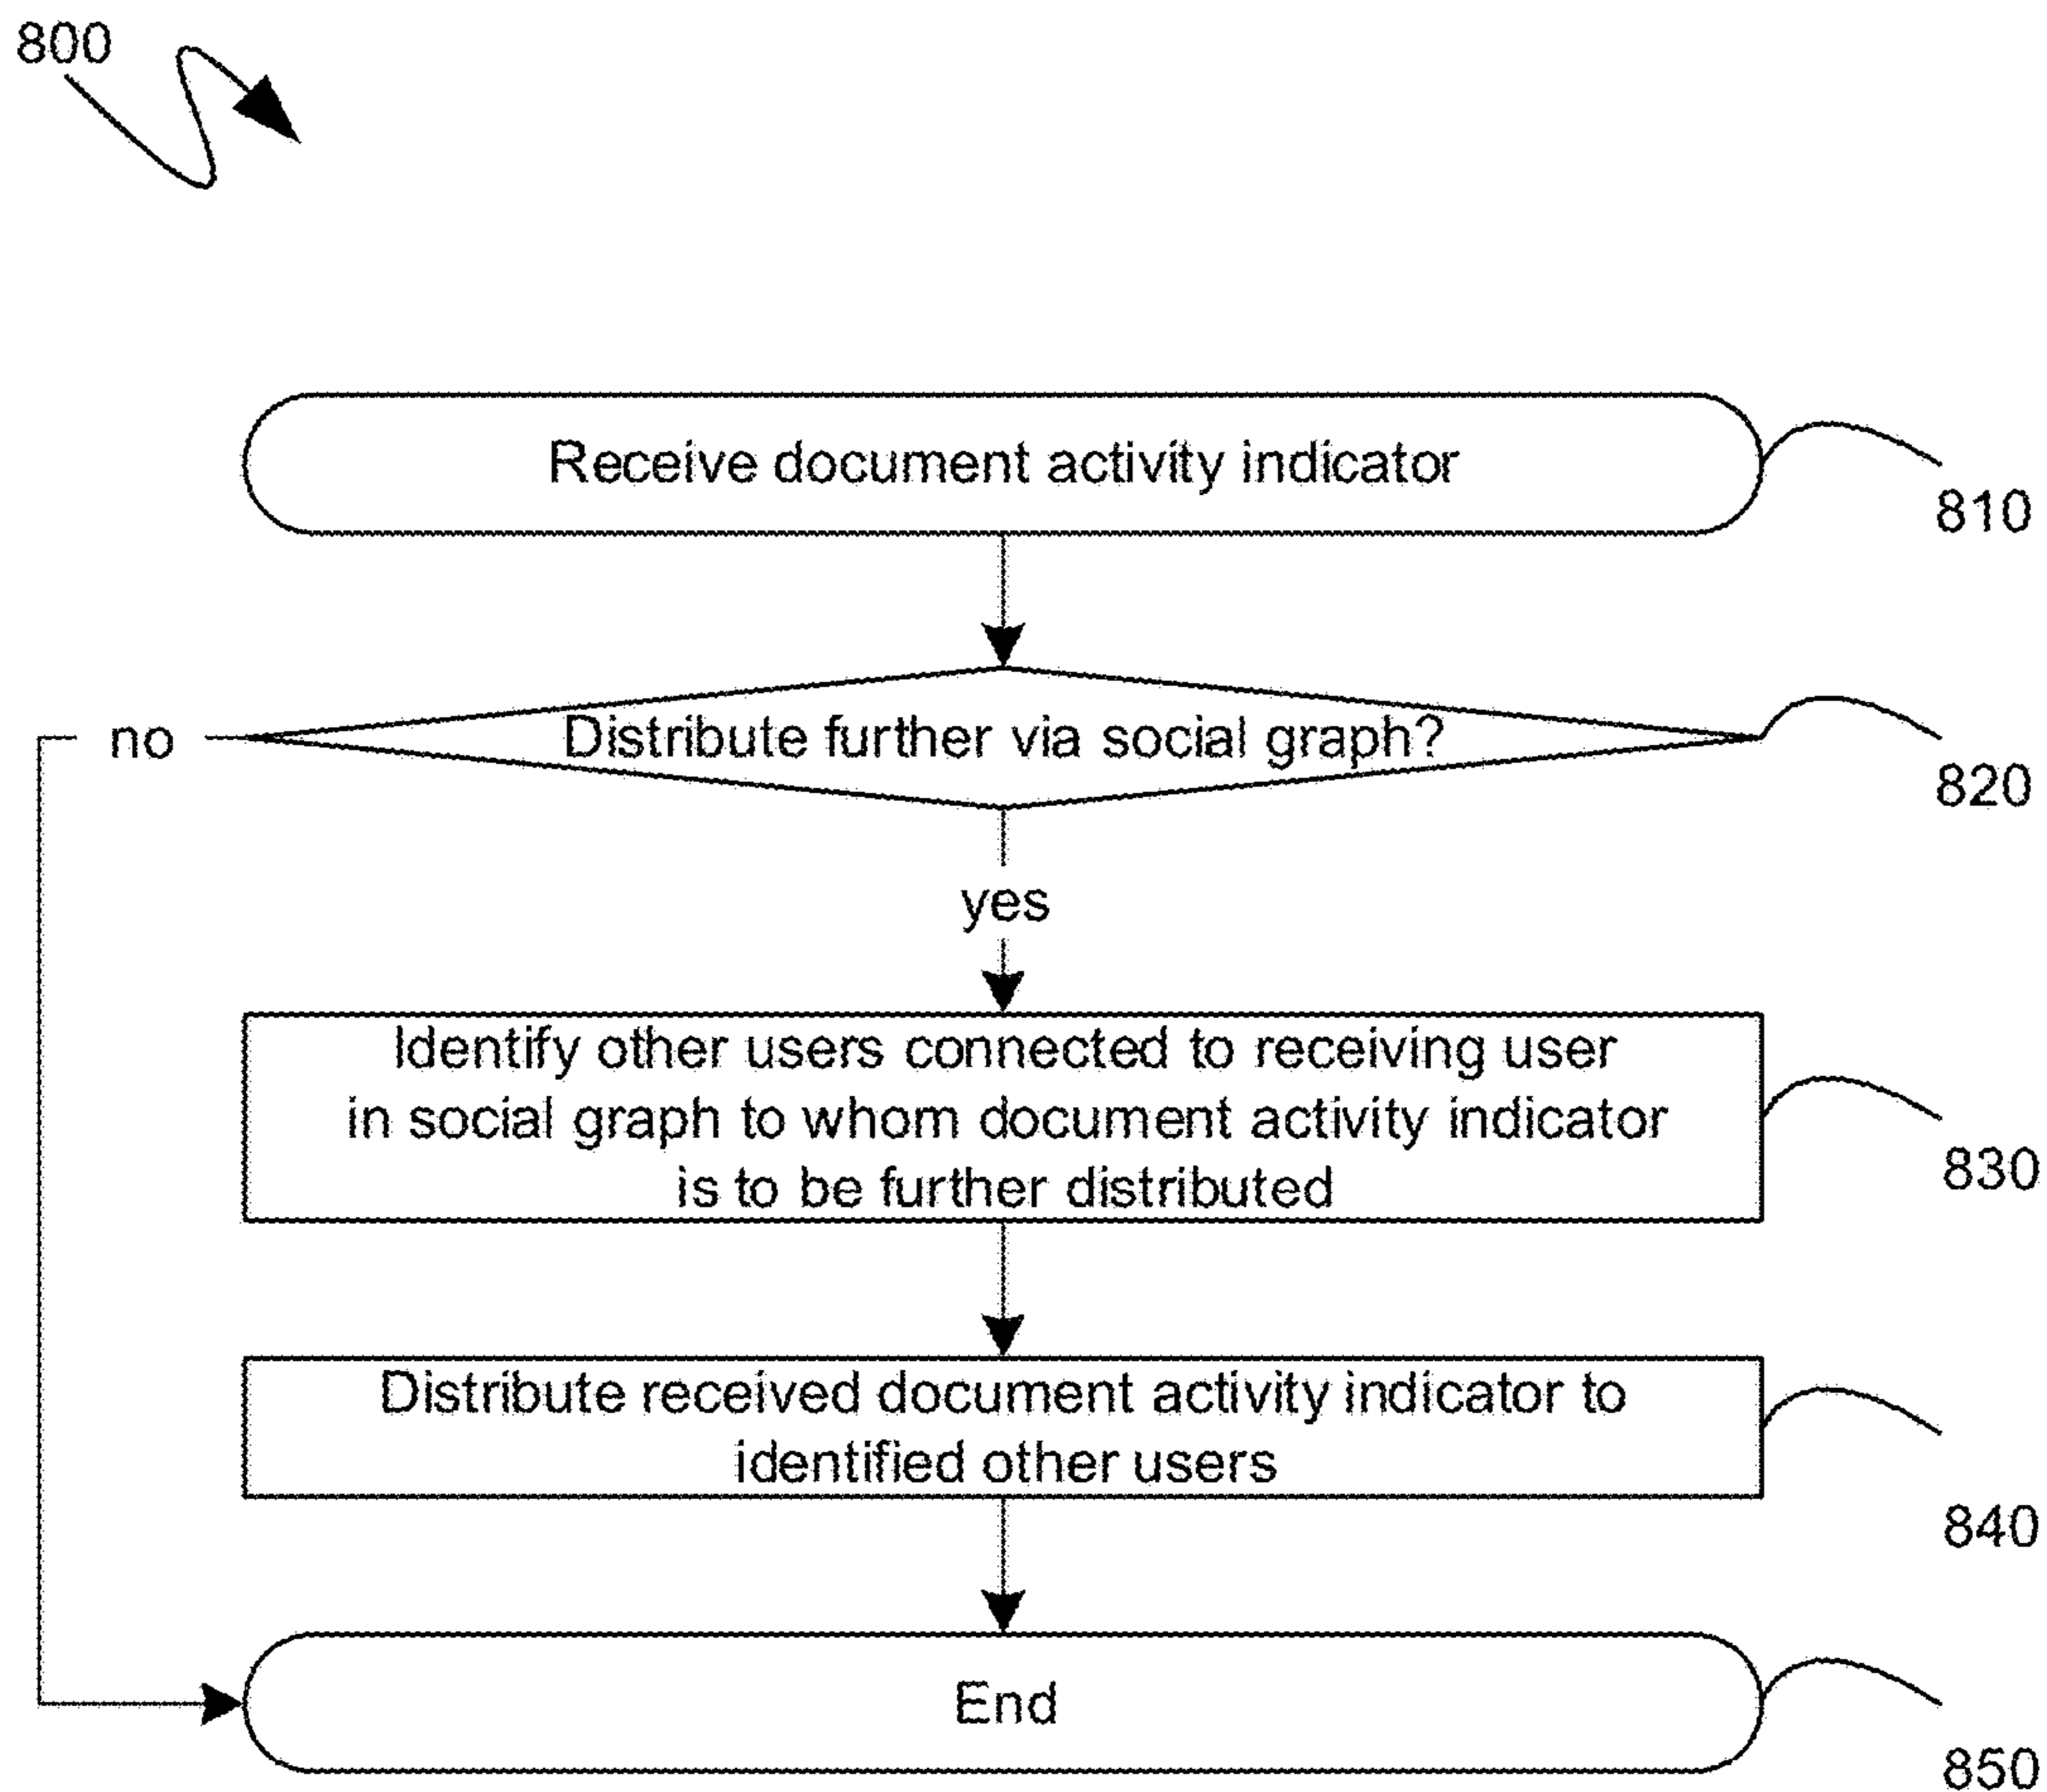 800
Receive document activity indicator
810
Distribute further via social graph?
820
no
yes
Identify other users connected to receiving user
in social graph to whom document activity indicator
is to be further distributed
830
Distribute received document activity indicator to
identified other users
840
End
850